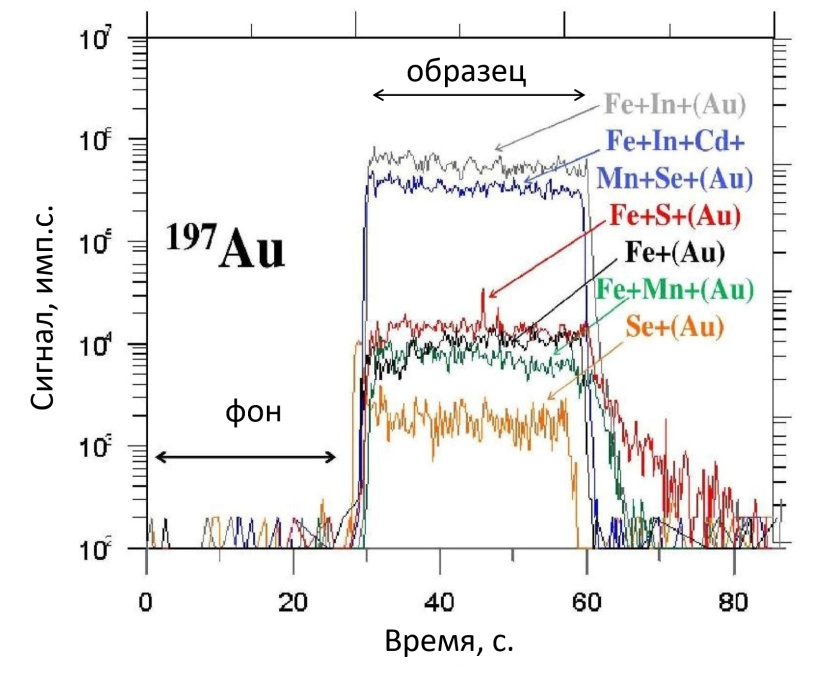 10⁷
образец
Fe+In+(Au)
10⁶
Fe+In+Cd+
Mn+Se+(Au)
Fe+S+(Au)
¹⁹⁷Au
10⁵
Fe+(Au)
Fe+Mn+(Au)
Se+(Au)
10⁴
фон
10³
10²
0 20 40 60 80
Сигнал, имп.с.
Время, с.